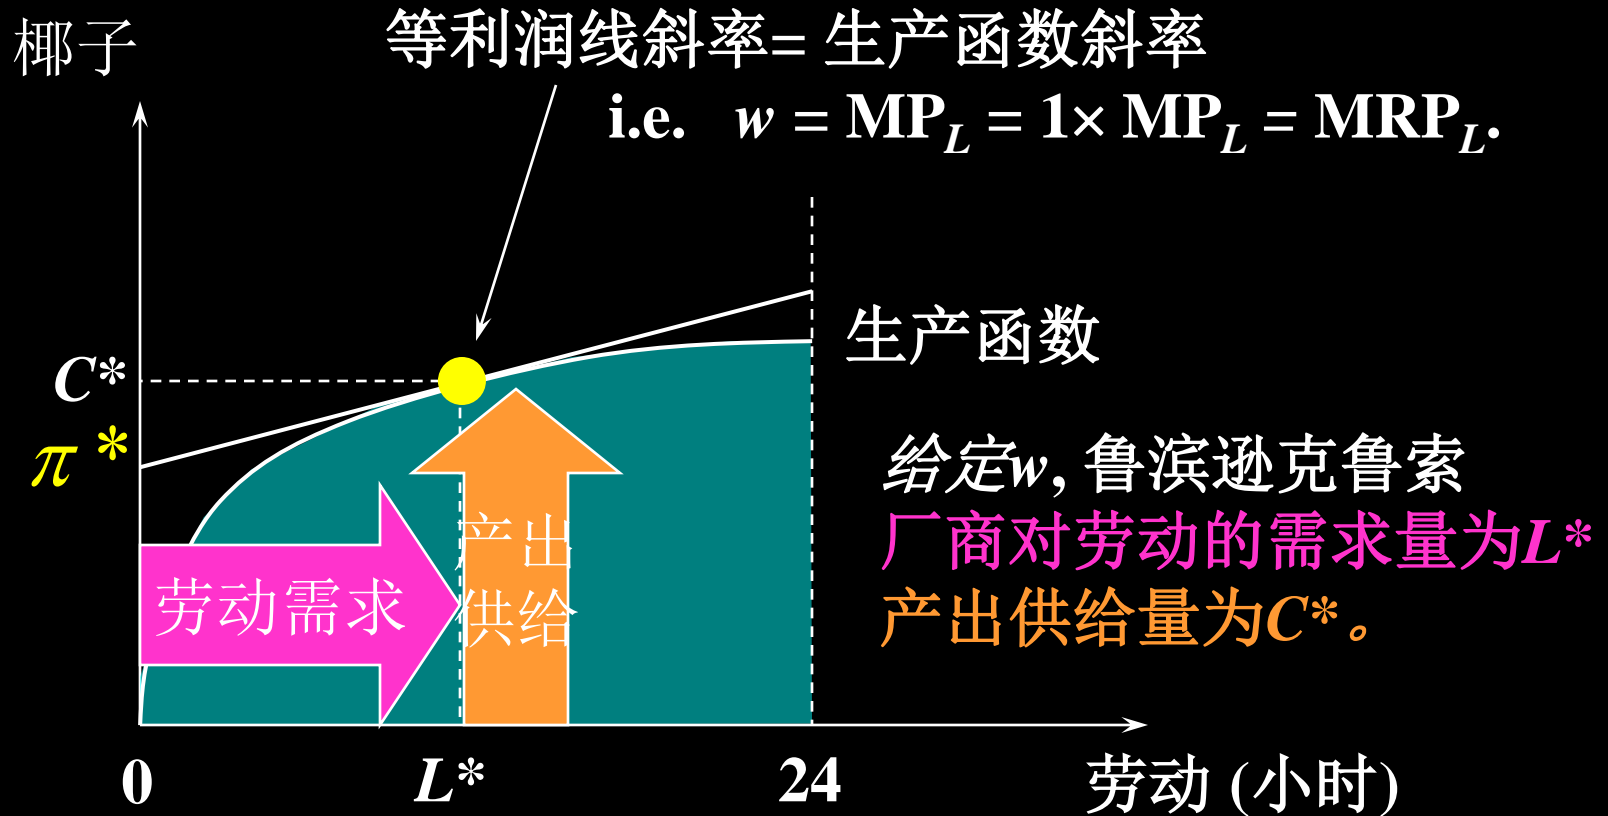 椰子
等利润线斜率= 生产函数斜率
i.e. w = MP_L = 1× MP_L = MRP_L.
生产函数
C*
π *
给定w, 鲁滨逊克鲁索
厂商对劳动的需求量为L*
产出供给量为C*。
产出
供给
劳动需求
0
L*
24
劳动 (小时)